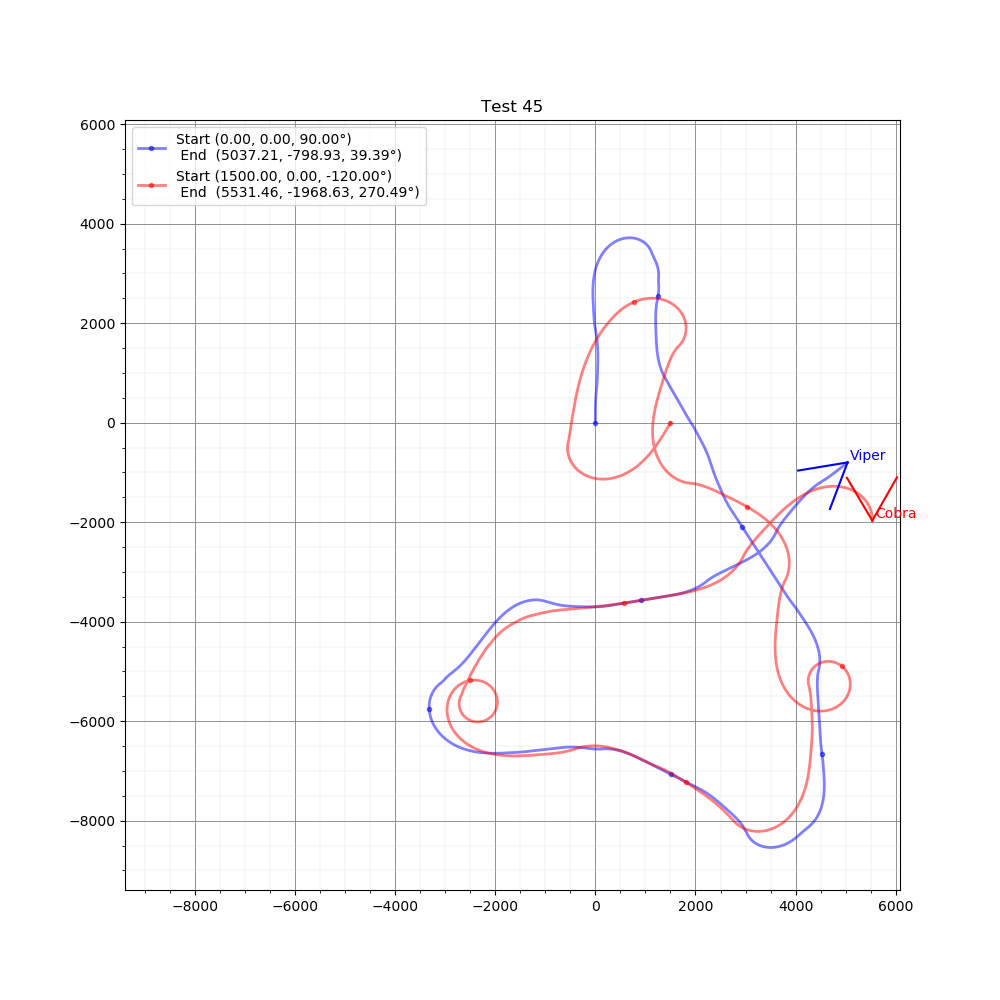 Test 45
Start (0.00, 0.00, 90.00°)
End (5037.21, -798.93, 39.39°)
Start (1500.00, 0.00, -120.00°)
End (5531.46, -1968.63, 270.49°)
6000
4000
2000
0
−2000
−4000
−6000
−8000
Viper
Cobra
−8000 −6000 −4000 −2000 0 2000 4000 6000